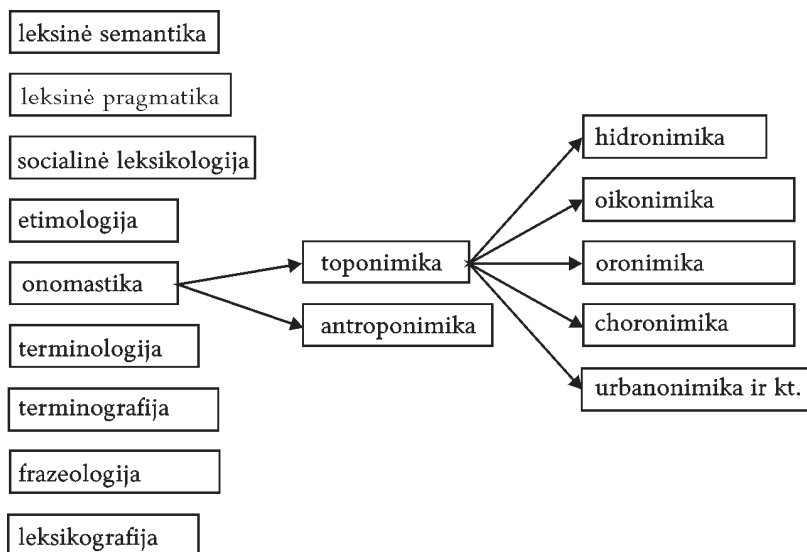 leksinė semantika
leksinė pragmatika
socialinė leksikologija
etimologija
onomastika
terminologija
terminografija
frazeologija
leksikografija
toponimika
antroponimika
hidronimika
oikonimika
oronimika
choronimika
urbanonimika ir kt.